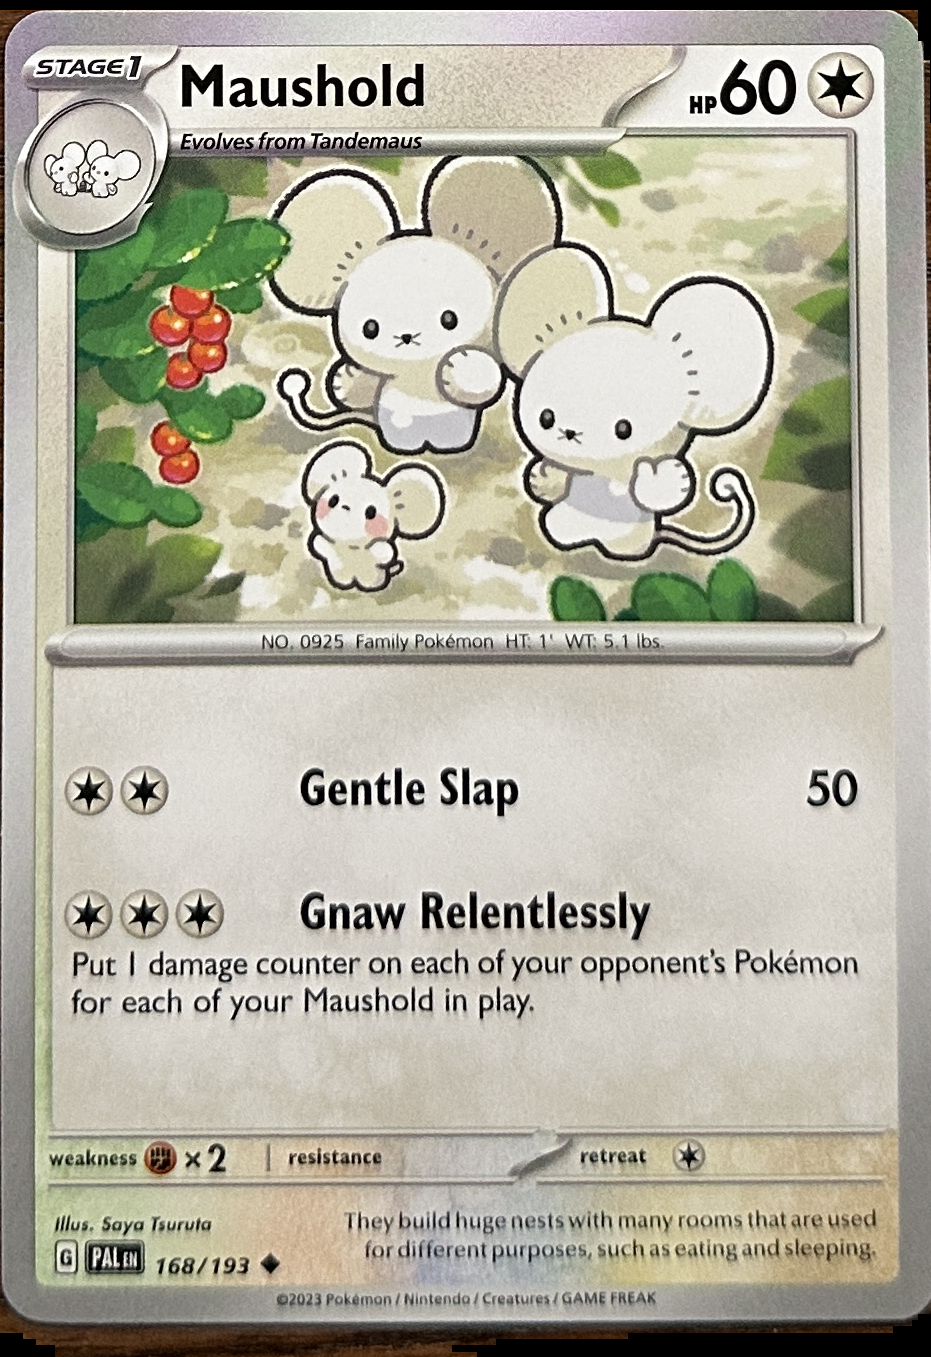 STAGE1
Maushold
HP60
Evolves from Tandemaus
NO. 0925 Family Pokémon HT: 1' WT: 5.1 lbs.
Gentle Slap 50
Gnaw Relentlessly
Put 1 damage counter on each of your opponent's Pokémon
for each of your Maushold in play.
weakness ×2 resistance retreat
Illus. Saya Tsuruta
They build huge nests with many rooms that are used
for different purposes, such as eating and sleeping.
G PAL EN 168/193
©2023 Pokémon / Nintendo / Creatures / GAME FREAK